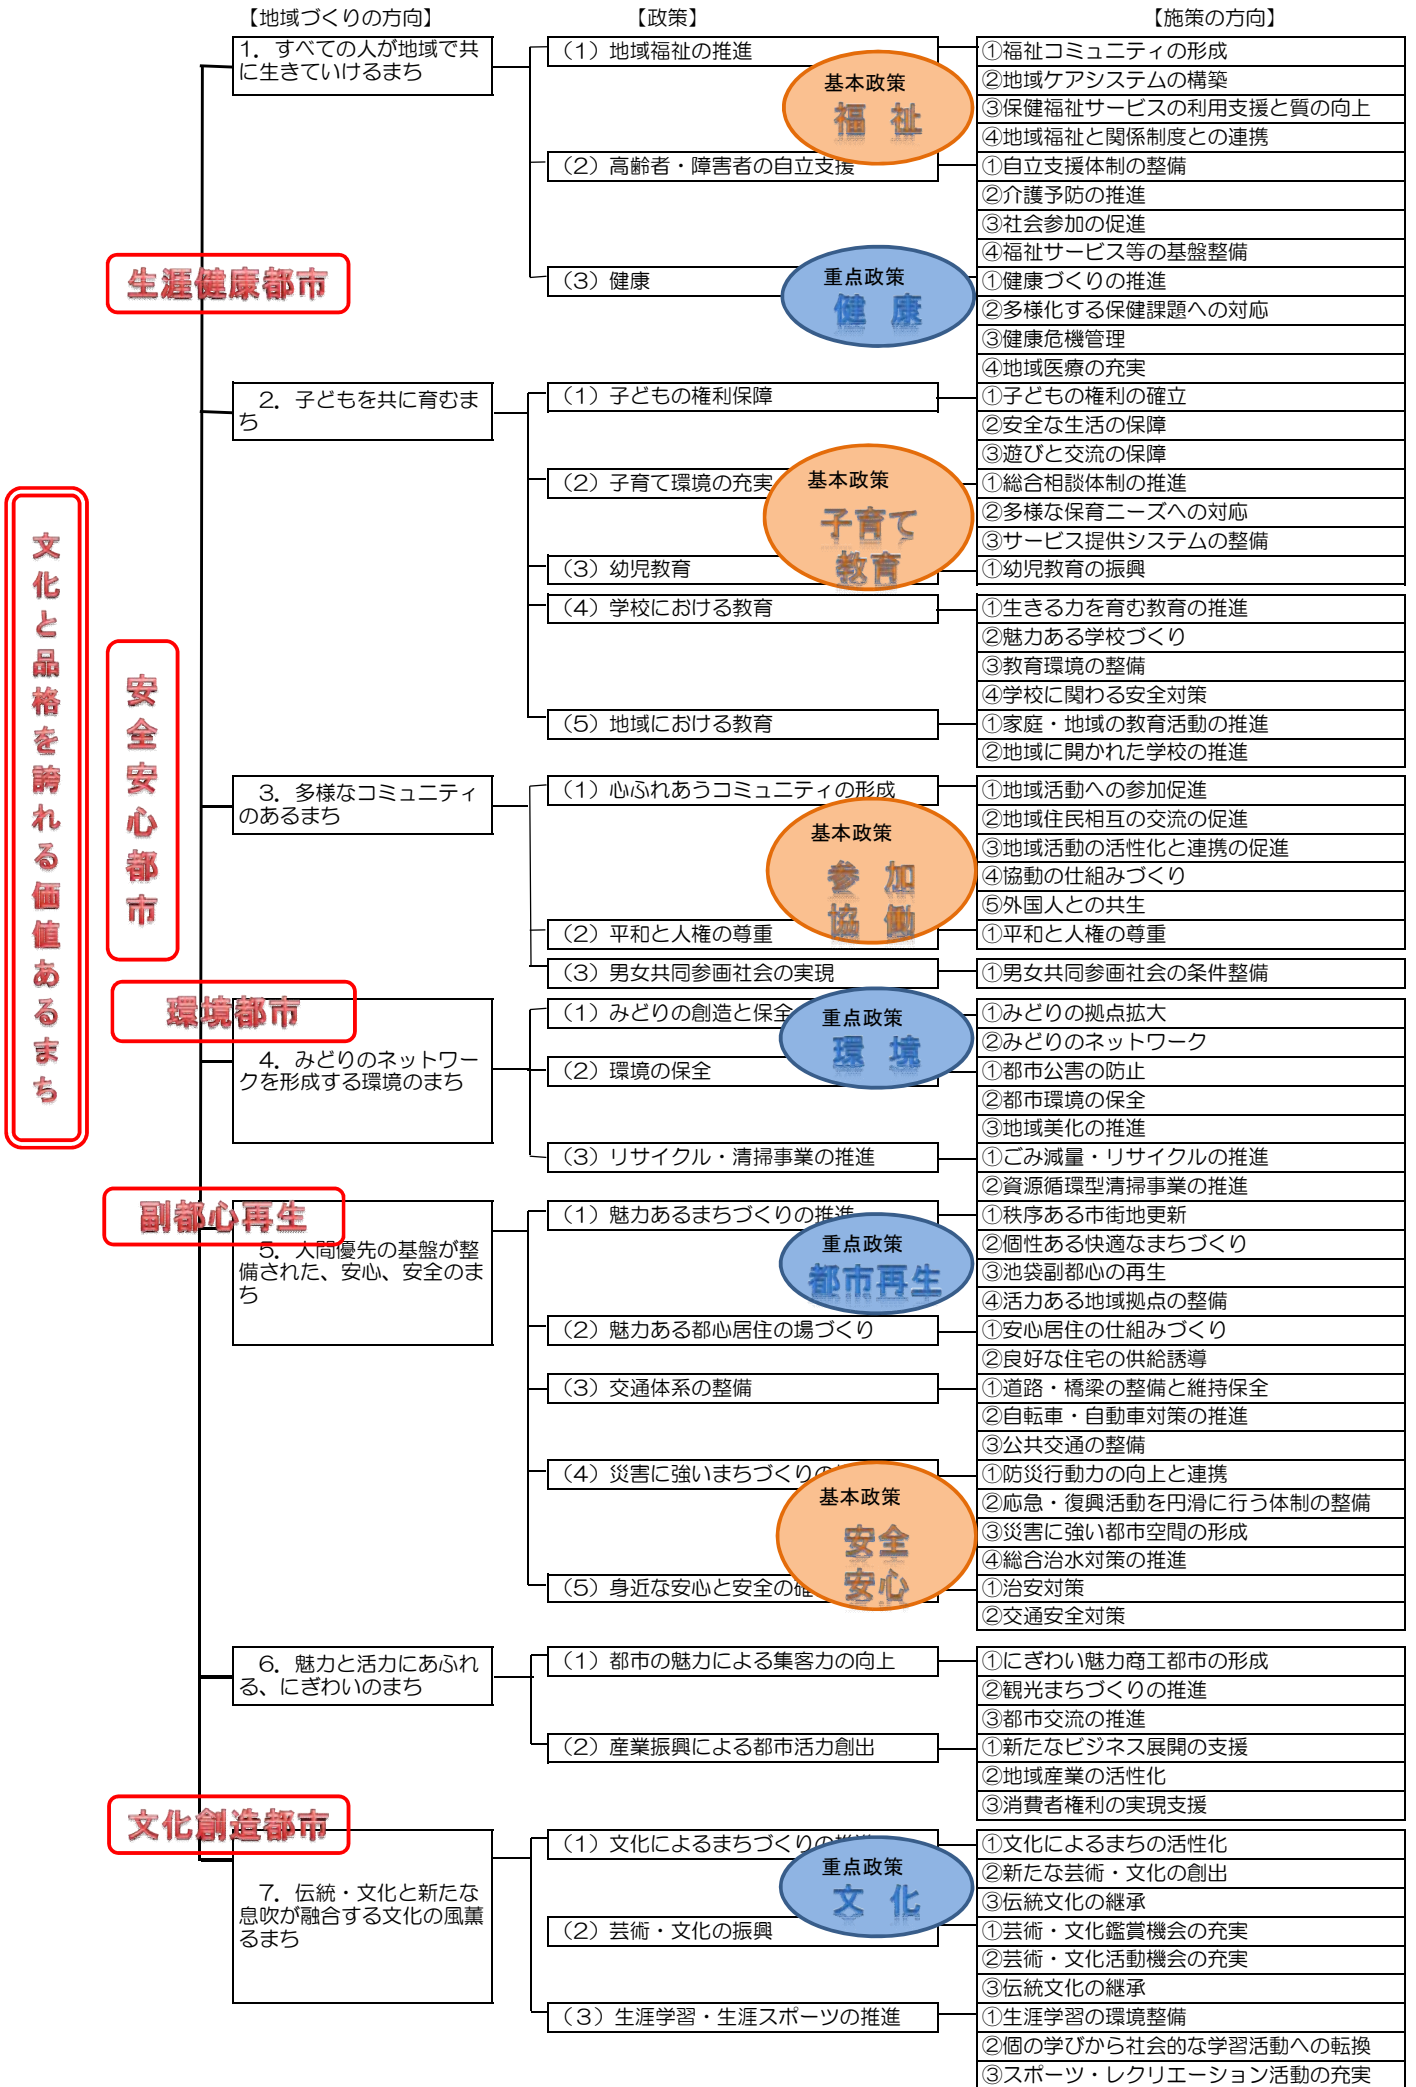 【地域づくりの方向】
【政策】
【施策の方向】
文化と品格を誇れる価値あるまち
生涯健康都市
安全安心都市
環境都市
副都心再生
文化創造都市
1．すべての人が地域で共
に生きていけるまち
（1）地域福祉の推進
基本政策
福 祉
①福祉コミュニティの形成
②地域ケアシステムの構築
③保健福祉サービスの利用支援と質の向上
④地域福祉と関係制度との連携
（2）高齢者・障害者の自立支援
①自立支援体制の整備
②介護予防の推進
③社会参加の促進
④福祉サービス等の基盤整備
（3）健康
重点政策
健 康
①健康づくりの推進
②多様化する保健課題への対応
③健康危機管理
④地域医療の充実
2．子どもを共に育むま
ち
（1）子どもの権利保障
①子どもの権利の確立
②安全な生活の保障
③遊びと交流の保障
（2）子育て環境の充実
基本政策
子育て
教育
①総合相談体制の推進
②多様な保育ニーズへの対応
③サービス提供システムの整備
（3）幼児教育
①幼児教育の振興
（4）学校における教育
①生きる力を育む教育の推進
②魅力ある学校づくり
③教育環境の整備
④学校に関わる安全対策
（5）地域における教育
①家庭・地域の教育活動の推進
②地域に開かれた学校の推進
3．多様なコミュニティ
のあるまち
（1）心ふれあうコミュニティの形成
基本政策
参 加
協 働
①地域活動への参加促進
②地域住民相互の交流の促進
③地域活動の活性化と連携の促進
④協動の仕組みづくり
⑤外国人との共生
（2）平和と人権の尊重
①平和と人権の尊重
（3）男女共同参画社会の実現
①男女共同参画社会の条件整備
4．みどりのネットワー
クを形成する環境のまち
（1）みどりの創造と保全
重点政策
環 境
①みどりの拠点拡大
②みどりのネットワーク
（2）環境の保全
①都市公害の防止
②都市環境の保全
③地域美化の推進
（3）リサイクル・清掃事業の推進
①ごみ減量・リサイクルの推進
②資源循環型清掃事業の推進
5．人間優先の基盤が整
備された、安心、安全のま
ち
（1）魅力あるまちづくりの推進
重点政策
都市再生
①秩序ある市街地更新
②個性ある快適なまちづくり
③池袋副都心の再生
④活力ある地域拠点の整備
（2）魅力ある都心居住の場づくり
①安心居住の仕組みづくり
②良好な住宅の供給誘導
（3）交通体系の整備
①道路・橋梁の整備と維持保全
②自転車・自動車対策の推進
③公共交通の整備
（4）災害に強いまちづくりの
基本政策
安全
安心
①防災行動力の向上と連携
②応急・復興活動を円滑に行う体制の整備
③災害に強い都市空間の形成
④総合治水対策の推進
（5）身近な安心と安全の確
①治安対策
②交通安全対策
6．魅力と活力にあふれ
る、にぎわいのまち
（1）都市の魅力による集客力の向上
①にぎわい魅力商工都市の形成
②観光まちづくりの推進
③都市交流の推進
（2）産業振興による都市活力創出
①新たなビジネス展開の支援
②地域産業の活性化
③消費者権利の実現支援
7．伝統・文化と新たな
息吹が融合する文化の風薫
るまち
（1）文化によるまちづくりの推進
重点政策
文 化
①文化によるまちの活性化
②新たな芸術・文化の創出
③伝統文化の継承
（2）芸術・文化の振興
①芸術・文化鑑賞機会の充実
②芸術・文化活動機会の充実
③伝統文化の継承
（3）生涯学習・生涯スポーツの推進
①生涯学習の環境整備
②個の学びから社会的な学習活動への転換
③スポーツ・レクリエーション活動の充実